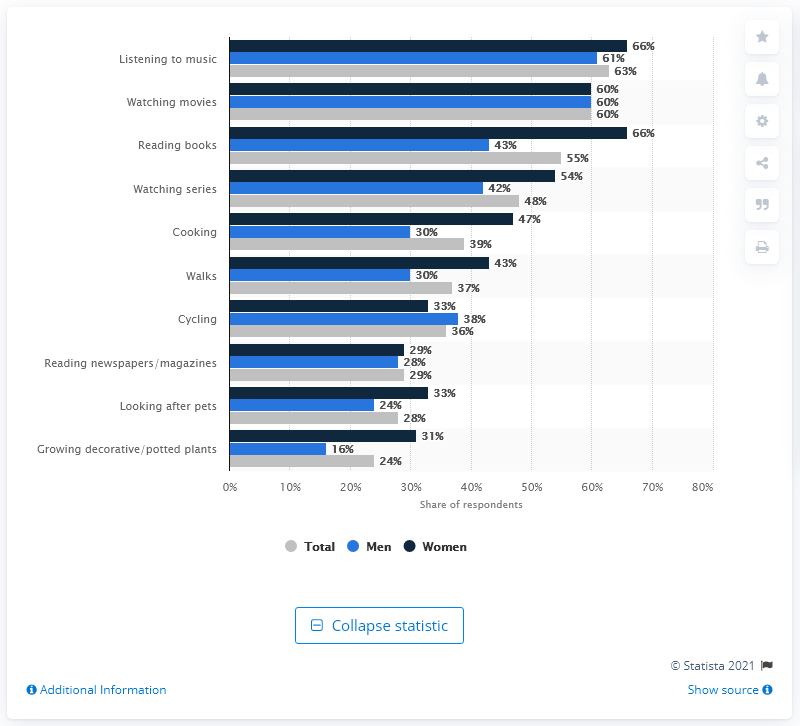 66%
Listening to music 61%
63%
60%
Watching movies 60%
60%
66%
Reading books 43%
55%
54%
Watching series 42%
48%
47%
Cooking 30%
39%
43%
Walks 30%
37%
33%
Cycling 38%
36%
29%
Reading newspapers/magazines 28%
29%
33%
Looking after pets 24%
28%
31%
Growing decorative/potted plants 16%
24%
0% 10% 20% 30% 40% 50% 60% 70% 80%
Share of respondents
Total Men Women
Collapse statistic
© Statista 2021
Additional Information Show source